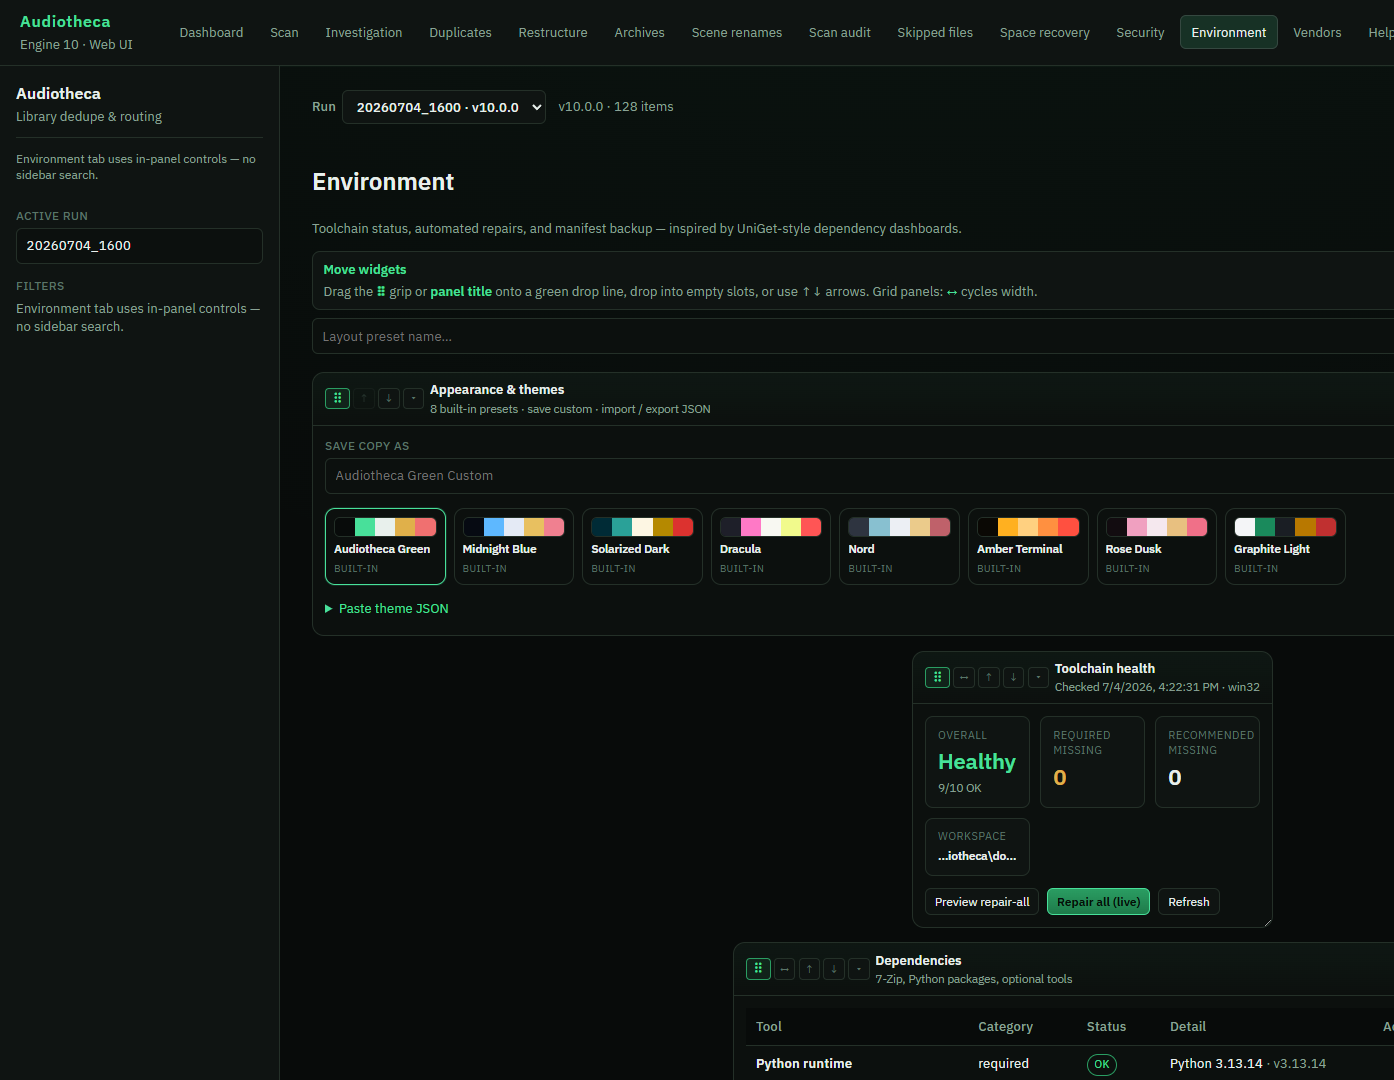 Audiotheca
Engine 10 · Web UI
Dashboard Scan Investigation Duplicates Restructure Archives Scene renames Scan audit Skipped files Space recovery Security Environment Vendors Help
Audiotheca
Library dedupe & routing
Environment tab uses in-panel controls — no
sidebar search.
ACTIVE RUN
20260704_1600
FILTERS
Environment tab uses in-panel controls —
no sidebar search.
Run 20260704_1600 · v10.0.0 v10.0.0 · 128 items
Environment
Toolchain status, automated repairs, and manifest backup — inspired by UniGet-style dependency dashboards.
Move widgets
Drag the ⠿ grip or panel title onto a green drop line, drop into empty slots, or use ↑ ↓ arrows. Grid panels: ↔ cycles width.
Layout preset name...
Appearance & themes
8 built-in presets · save custom · import / export JSON
SAVE COPY AS
Audiotheca Green Custom
Audiotheca Green Midnight Blue Solarized Dark Dracula Nord Amber Terminal Rose Dusk Graphite Light
BUILT-IN BUILT-IN BUILT-IN BUILT-IN BUILT-IN BUILT-IN BUILT-IN BUILT-IN
Paste theme JSON
Toolchain health
Checked 7/4/2026, 4:22:31 PM · win32
OVERALL
Healthy
9/10 OK
REQUIRED
MISSING
0
RECOMMENDED
MISSING
0
WORKSPACE
...iotheca\do...
Preview repair-all Repair all (live) Refresh
Dependencies
7-Zip, Python packages, optional tools
Tool Category Status Detail
Python runtime required OK Python 3.13.14 · v3.13.14